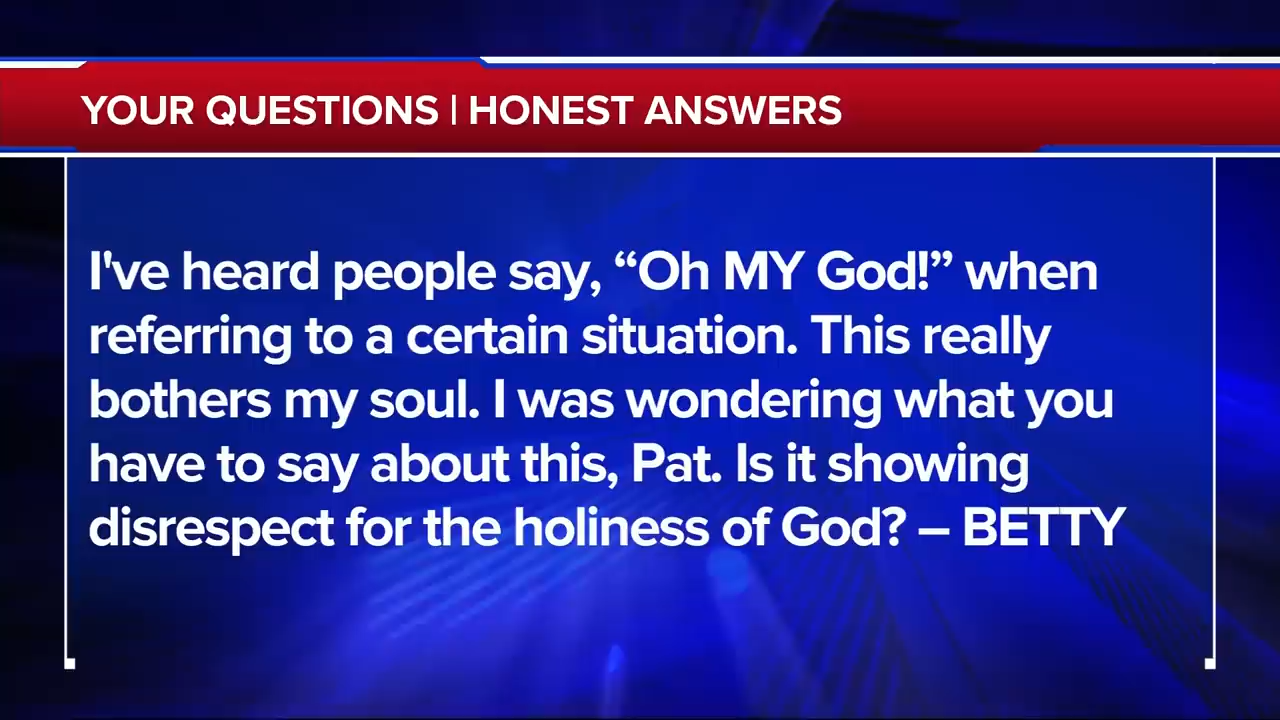 YOUR QUESTIONS | HONEST ANSWERS
I've heard people say, “Oh MY God!” when
referring to a certain situation. This really
bothers my soul. I was wondering what you
have to say about this, Pat. Is it showing
disrespect for the holiness of God? – BETTY